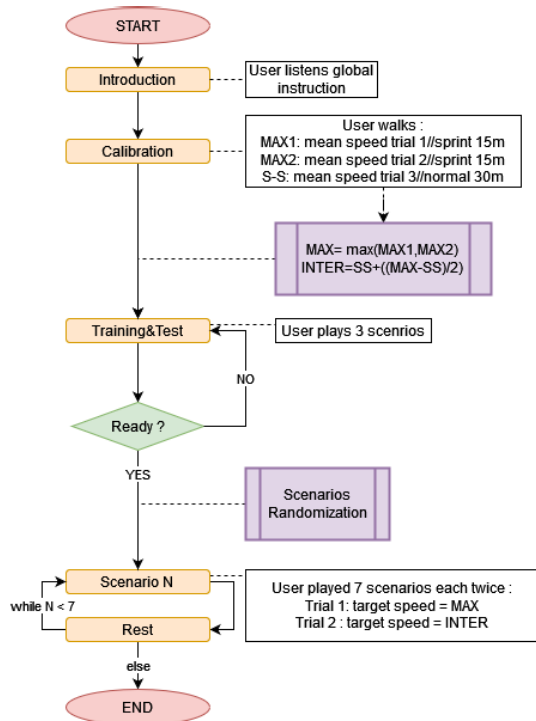 START
Introduction
User listens global
instruction
Calibration
User walks :
MAX1: mean speed trial 1//sprint 15m
MAX2: mean speed trial 2//sprint 15m
S-S: mean speed trial 3//normal 30m
MAX= max(MAX1,MAX2)
INTER=SS+((MAX-SS)/2)
Training&Test
User plays 3 scenrios
NO
Ready ?
YES
Scenarios
Randomization
Scenario N
while N < 7
Rest
User played 7 scenarios each twice :
Trial 1: target speed = MAX
Trial 2 : target speed = INTER
else
END